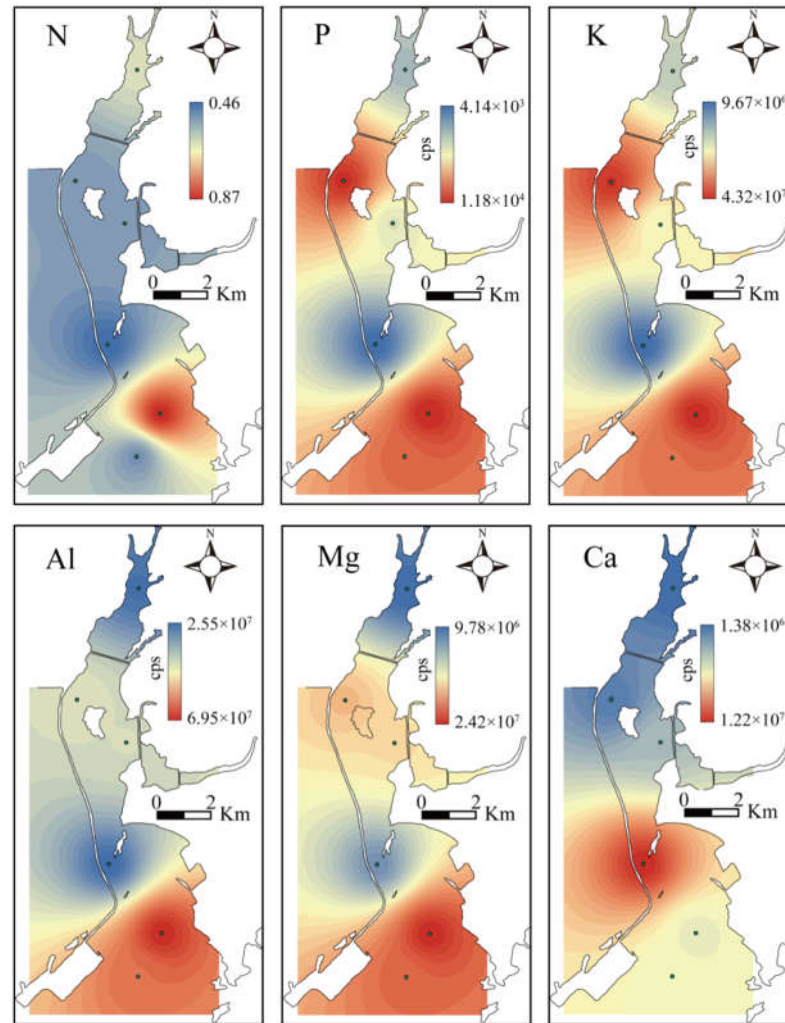 N
N
0.46
0.87
0 2
Km
P
N
4.14×10³
cps
1.18×10⁴
0 2
Km
K
N
9.67×10⁶
cps
4.32×10⁷
0 2
Km
Al
N
2.55×10⁷
cps
6.95×10⁷
0 2
Km
Mg
N
9.78×10⁶
cps
2.42×10⁷
0 2
Km
Ca
N
1.38×10⁶
cps
1.22×10⁷
0 2
Km